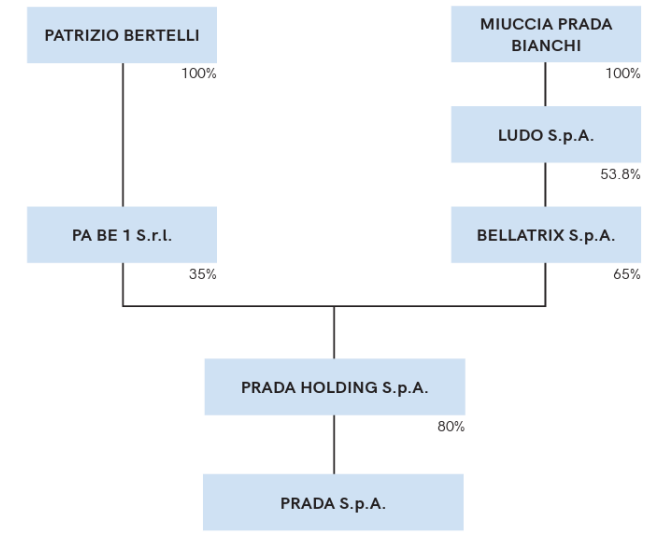 PATRIZIO BERTELLI
100%
MIUCCIA PRADA
BIANCHI
100%
LUDO S.p.A.
53.8%
PA BE 1 S.r.l.
35%
BELLATRIX S.p.A.
65%
PRADA HOLDING S.p.A.
80%
PRADA S.p.A.